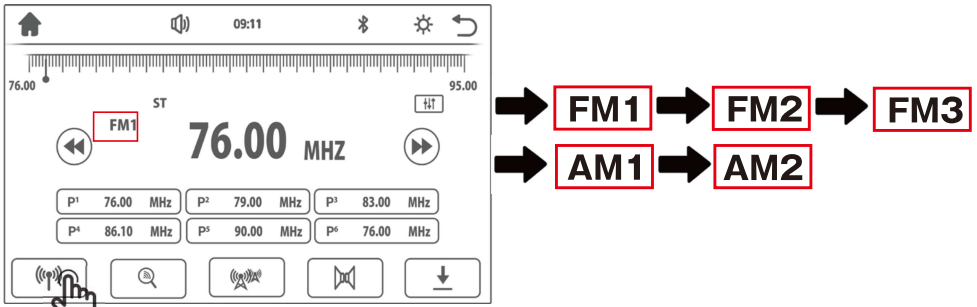 09:11
76.00
95.00
ST
FM1
76.00 MHZ
P1 76.00 MHz
P2 79.00 MHz
P3 83.00 MHz
P4 86.10 MHz
P5 90.00 MHz
P6 76.00 MHz
FM1 FM2 FM3
AM1 AM2